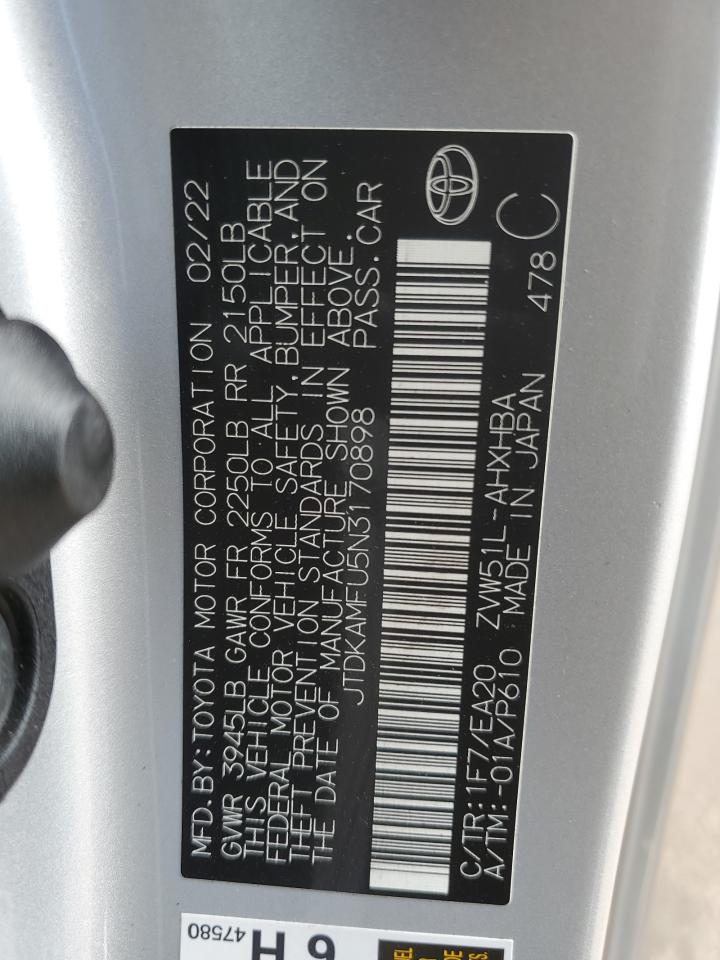 MFD. BY: TOYOTA MOTOR CORPORATION 02/22
GVWR 3945LB GAWR FR 2250LB RR 2150LB
THIS VEHICLE CONFORMS TO ALL APPLICABLE
FEDERAL MOTOR VEHICLE SAFETY, BUMPER, AND
THEFT PREVENTION STANDARDS IN EFFECT ON
THE DATE OF MANUFACTURE SHOWN ABOVE.
JTDKAMFU5N3170898 PASS. CAR
C/TR: 1F7/EA20 ZVW51L-AHXHBA
A/TM: -01A/P610 MADE IN JAPAN 478 C
47580
6 H